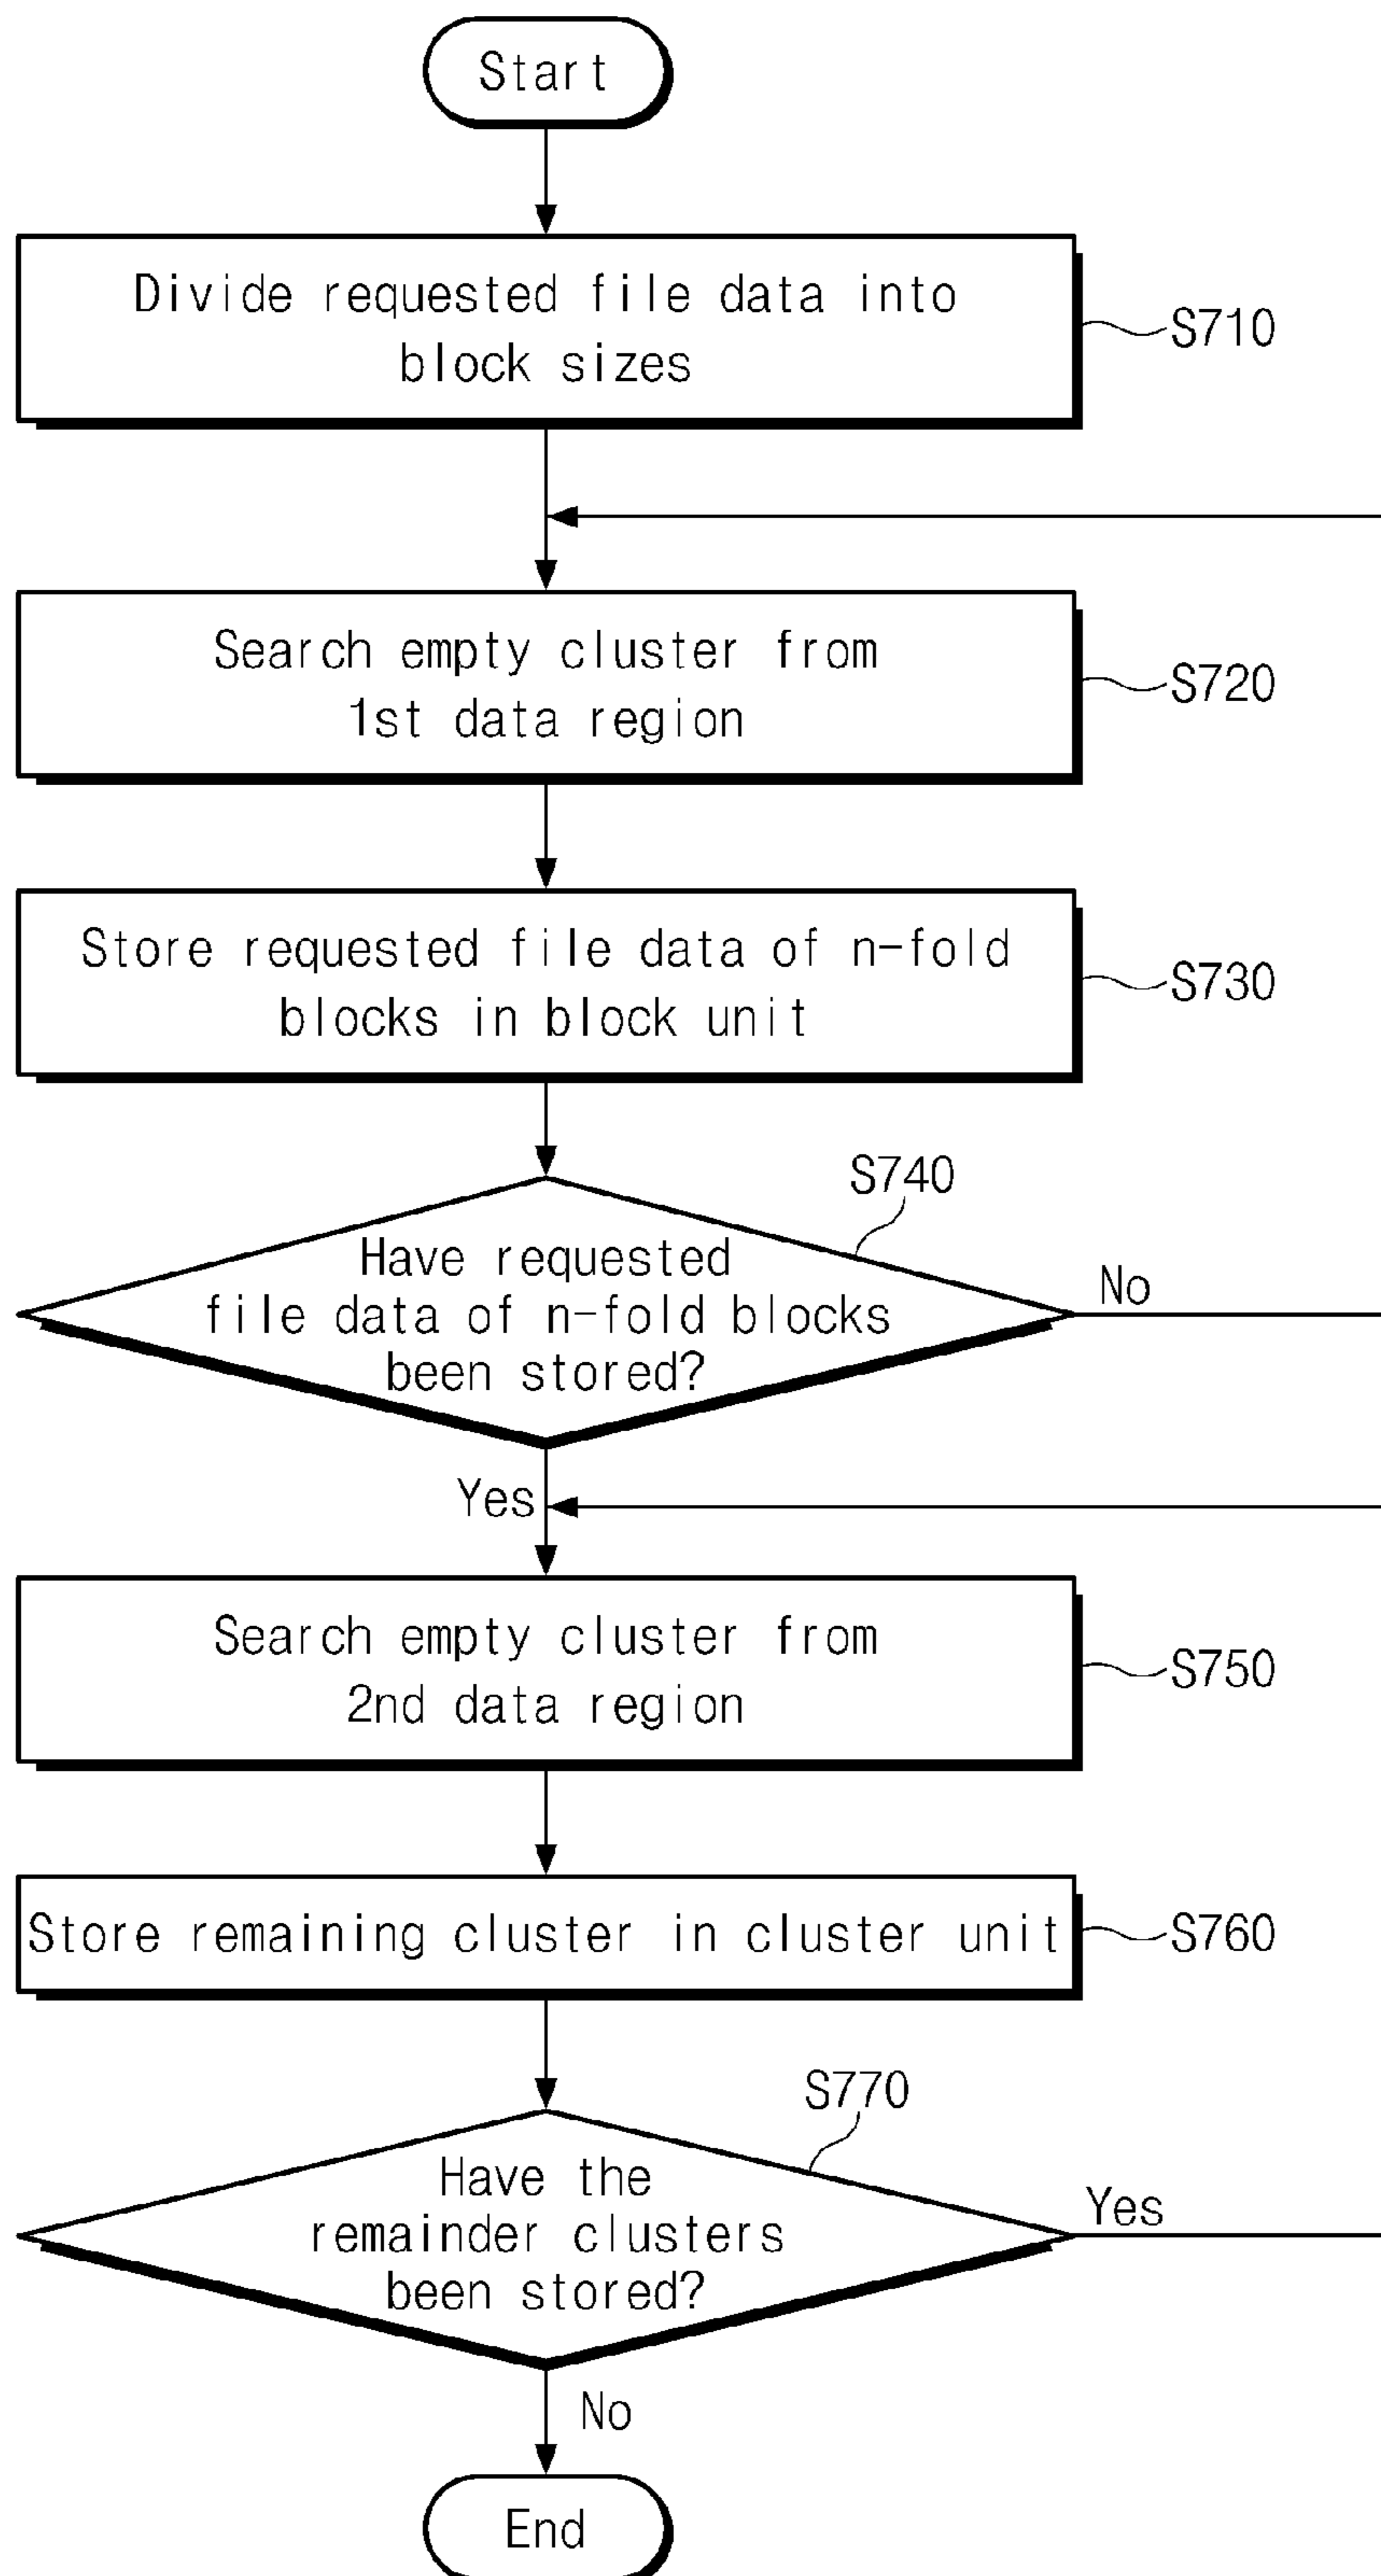 Start
Divide requested file data into
block sizes
S710
Search empty cluster from
1st data region
S720
Store requested file data of n-fold
blocks in block unit
S730
S740
Have requested
file data of n-fold blocks
been stored?
No
Yes
Search empty cluster from
2nd data region
S750
Store remaining cluster in cluster unit
S760
S770
Have the
remainder clusters
been stored?
Yes
No
End